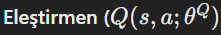 Eleştirmen (Q(s, a; θ^Q)